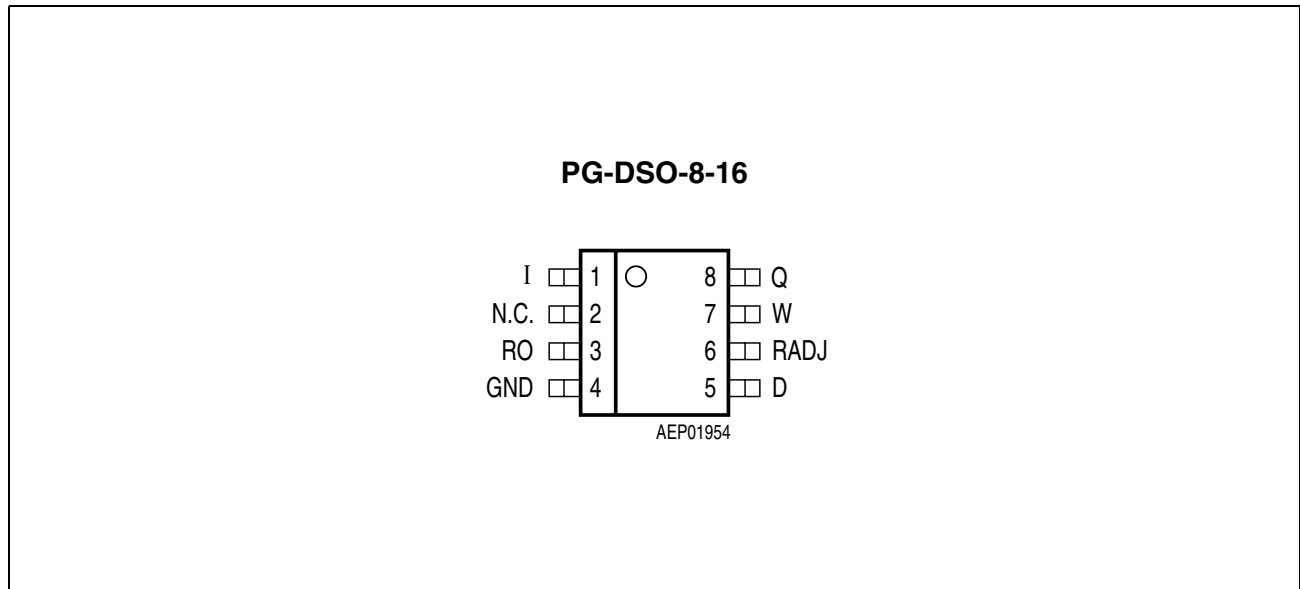 PG-DSO-8-16
I 1 8 Q
N.C. 2 7 W
RO 3 6 RADJ
GND 4 5 D
AEP01954